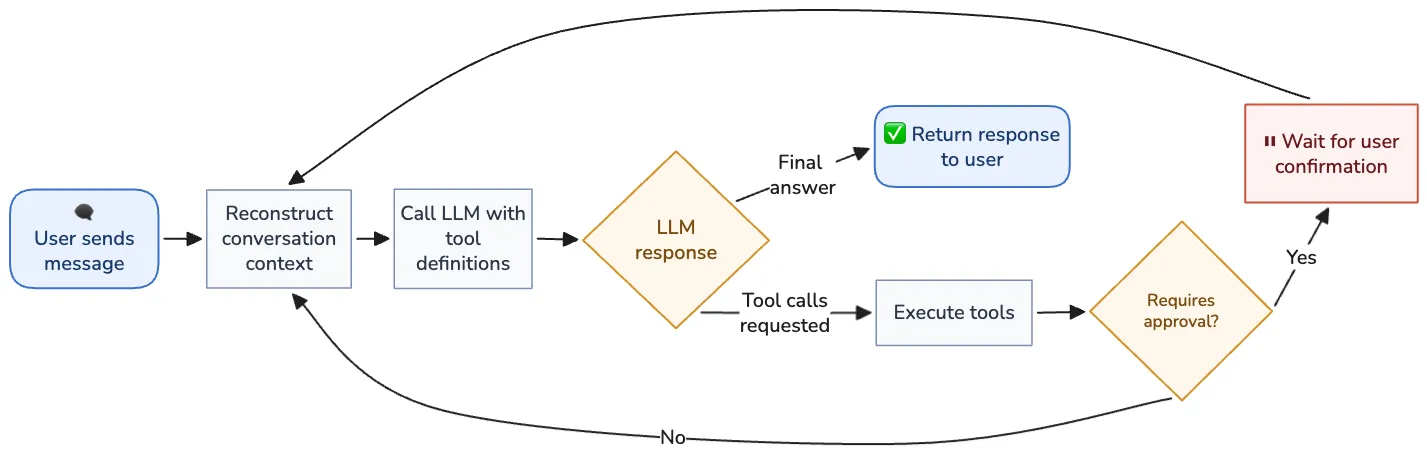 User sends
message
Reconstruct
conversation
context
Call LLM with
tool
definitions
LLM
response
Final
answer
✅ Return response
to user
Tool calls
requested
Execute tools
Requires
approval?
Yes
⏸ Wait for user
confirmation
No